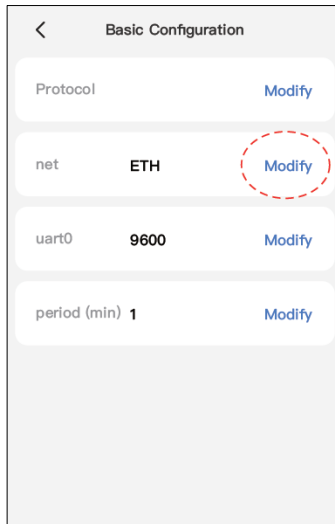 Basic Configuration
Protocol Modify
net ETH Modify
uart0 9600 Modify
period (min) 1 Modify